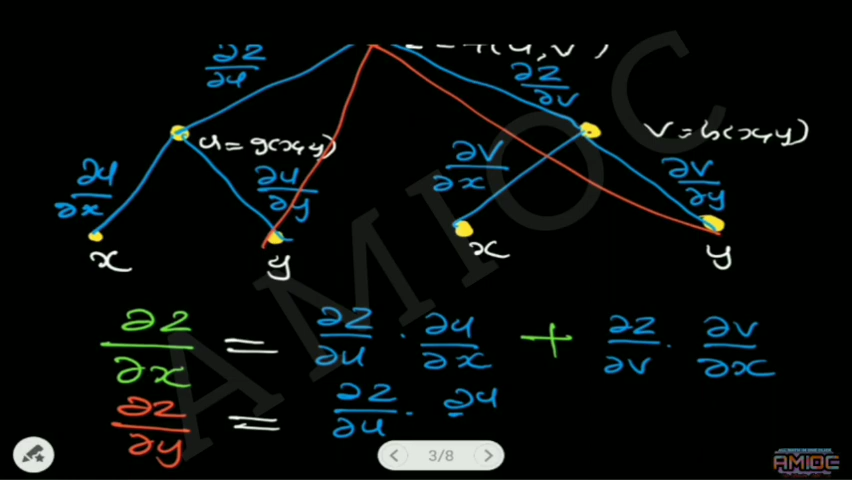 ∂z/∂u
z = f(u, v)
∂z/∂v
u = g(x,y)
v = h(x,y)
∂u/∂x
∂u/∂y
∂v/∂x
∂v/∂y
x
y
x
y
∂z/∂x = ∂z/∂u · ∂u/∂x + ∂z/∂v · ∂v/∂x
∂z/∂y = ∂z/∂u · ∂u
3/8
AMIOC
AMIOC